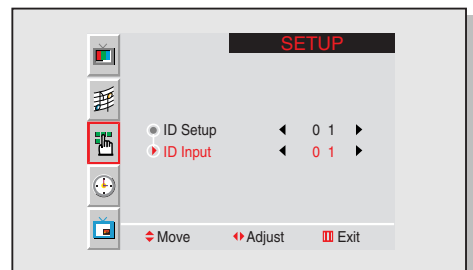 SETUP
ID Setup 0 1
ID Input 0 1
Move Adjust Exit